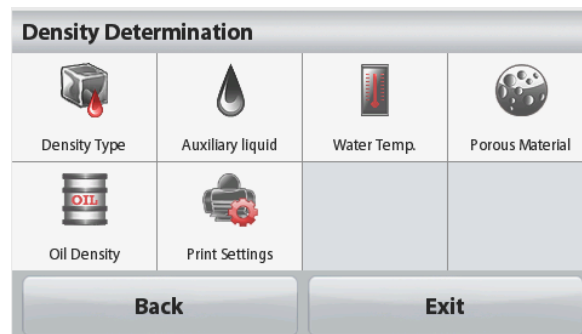 Density Determination
Density Type
Auxiliary liquid
Water Temp.
Porous Material
OIL
Oil Density
Print Settings
Back
Exit